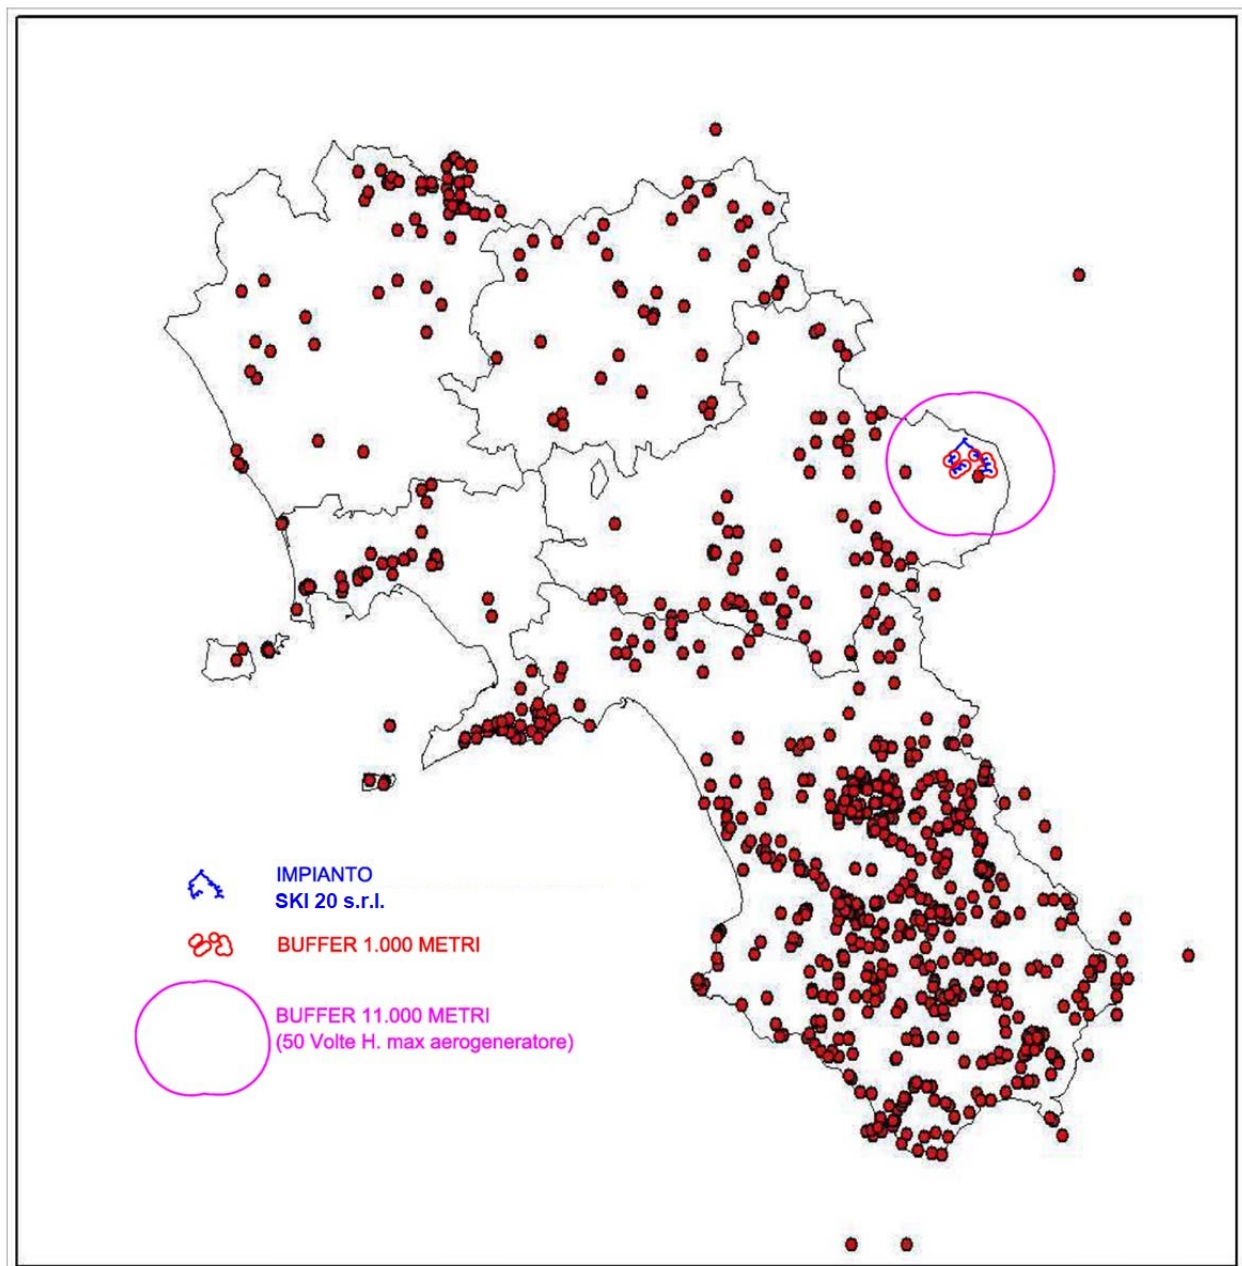 IMPIANTO
SKI 20 s.r.l.
BUFFER 1.000 METRI
BUFFER 11.000 METRI
(50 Volte H. max aerogeneratore)